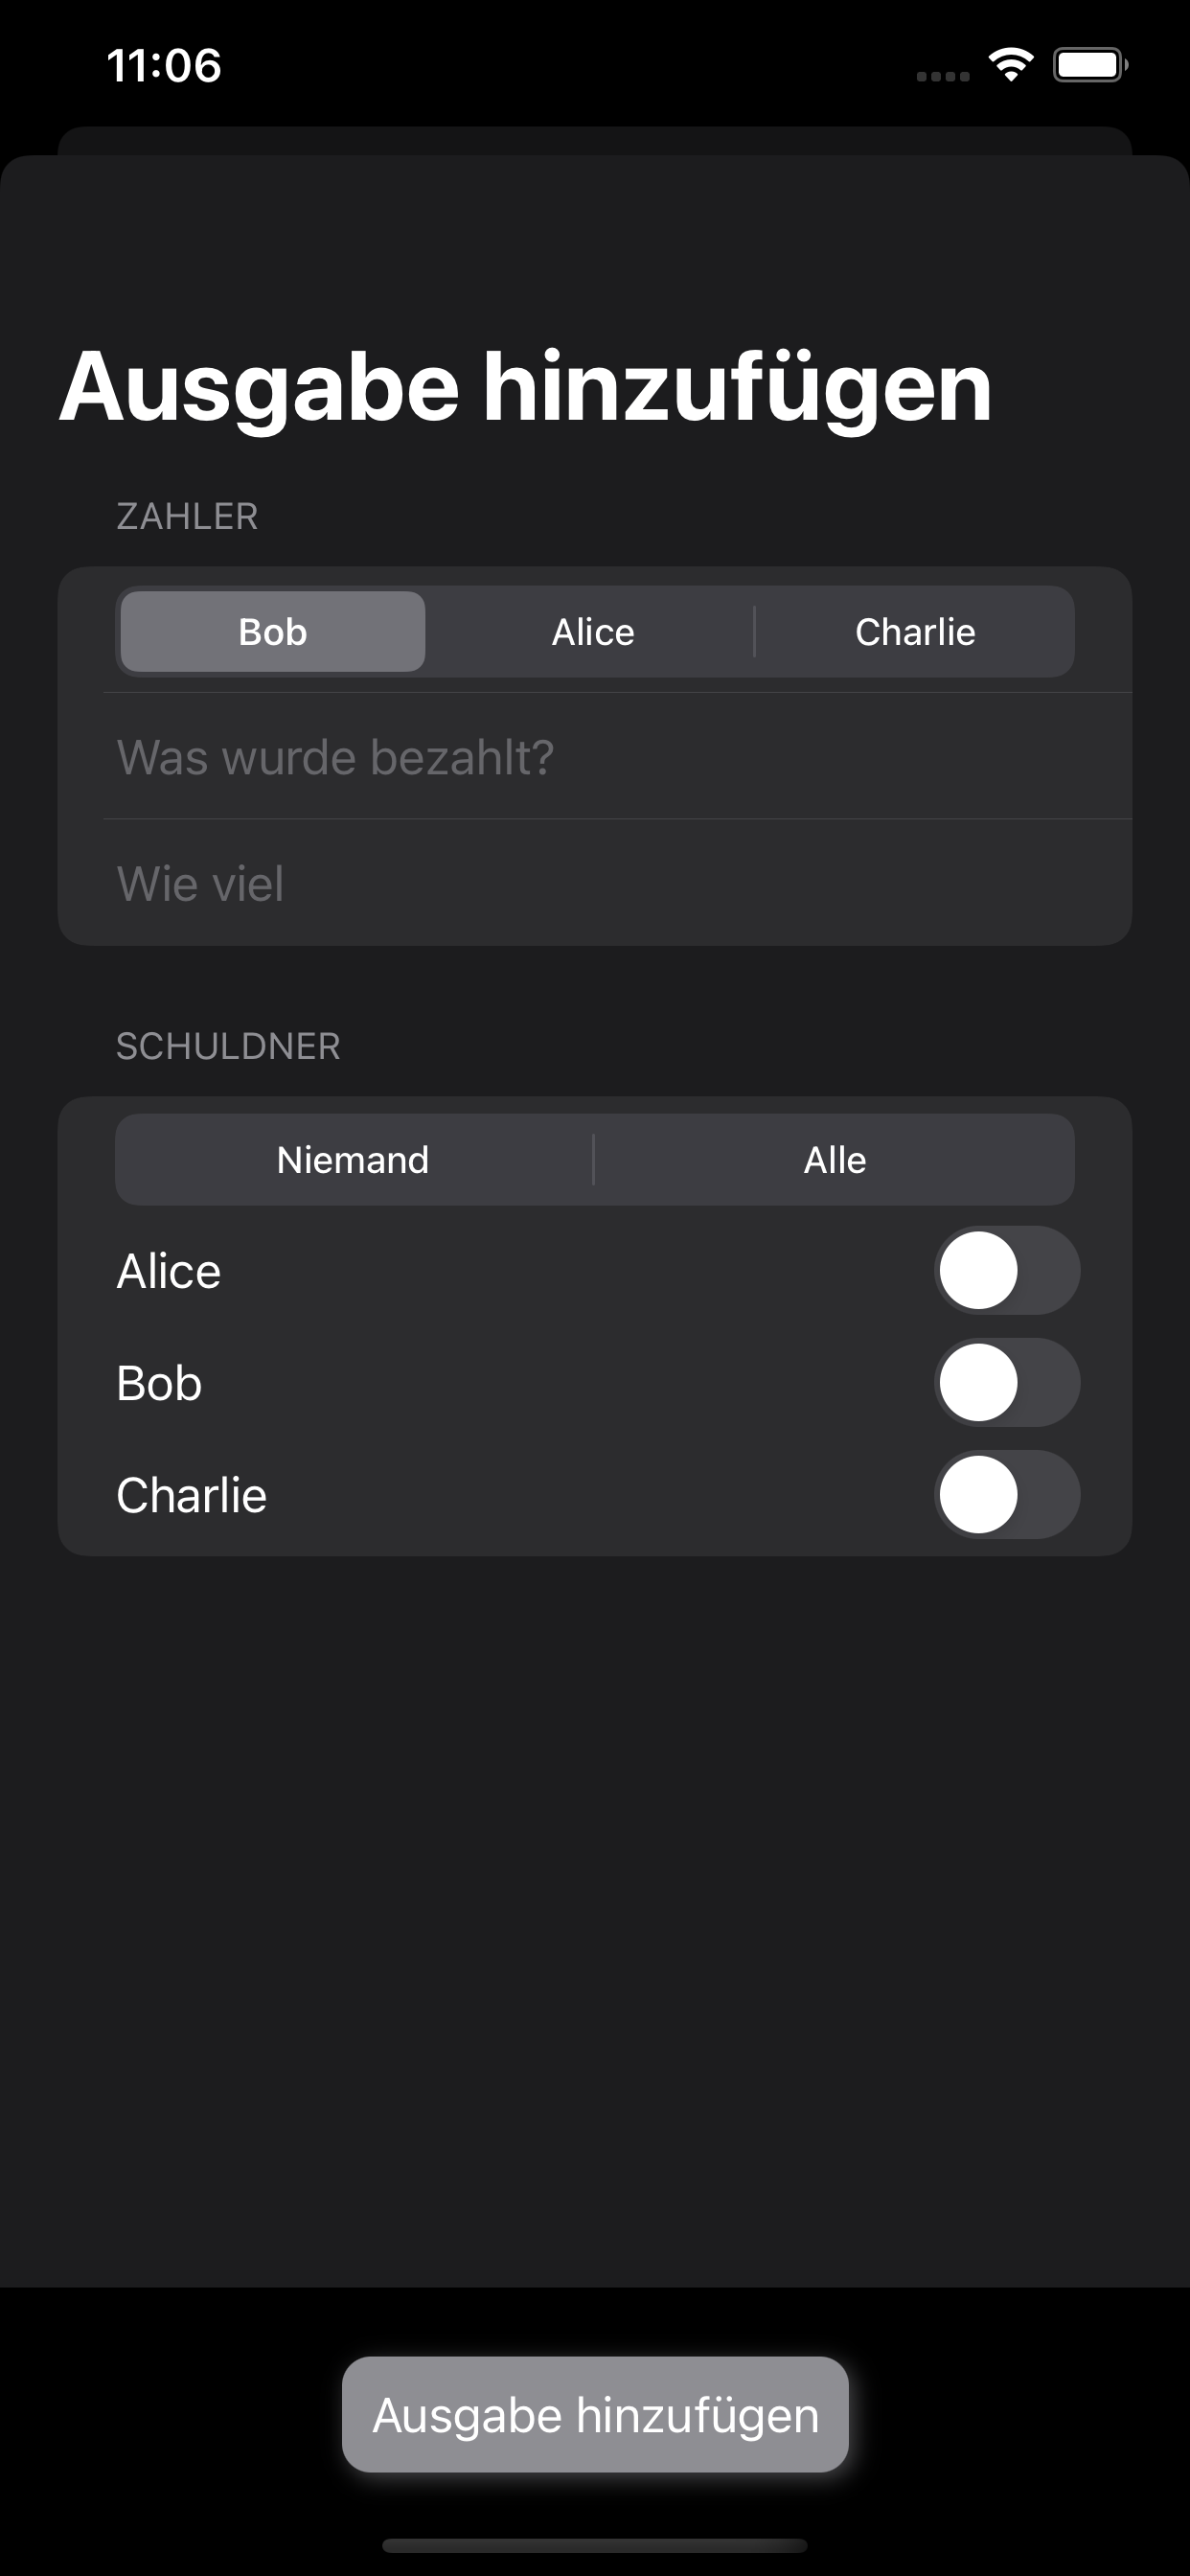 11:06
Ausgabe hinzufügen
ZAHLER
Bob Alice Charlie
Was wurde bezahlt?
Wie viel
SCHULDNER
Niemand Alle
Alice
Bob
Charlie
Ausgabe hinzufügen